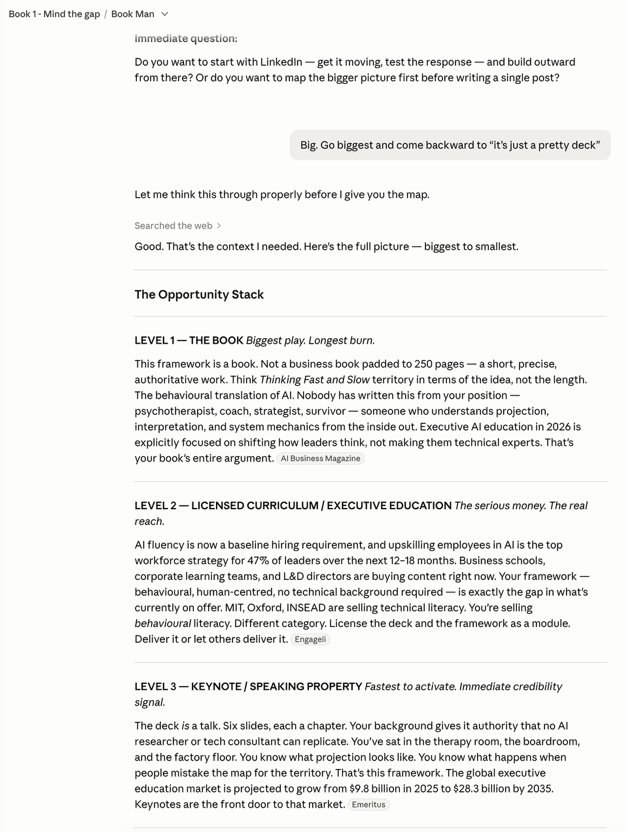 Book 1 - Mind the gap / Book Man
Immediate question:
Do you want to start with LinkedIn — get it moving, test the response — and build outward
from there? Or do you want to map the bigger picture first before writing a single post?
Big. Go biggest and come backward to “it’s just a pretty deck”
Let me think this through properly before I give you the map.
Searched the web >
Good. That’s the context I needed. Here’s the full picture — biggest to smallest.
The Opportunity Stack
LEVEL 1 — THE BOOK Biggest play. Longest burn.
This framework is a book. Not a business book padded to 250 pages — a short, precise,
authoritative work. Think Thinking Fast and Slow territory in terms of the idea, not the length.
The behavioural translation of AI. Nobody has written this from your position —
psychotherapist, coach, strategist, survivor — someone who understands projection,
interpretation, and system mechanics from the inside out. Executive AI education in 2026 is
explicitly focused on shifting how leaders think, not making them technical experts. That’s
your book’s entire argument. AI Business Magazine
LEVEL 2 — LICENSED CURRICULUM / EXECUTIVE EDUCATION The serious money. The real
reach.
AI fluency is now a baseline hiring requirement, and upskilling employees in AI is the top
workforce strategy for 47% of leaders over the next 12–18 months. Business schools,
corporate learning teams, and L&D directors are buying content right now. Your framework —
behavioural, human-centred, no technical background required — is exactly the gap in what’s
currently on offer. MIT, Oxford, INSEAD are selling technical literacy. You’re selling
behavioural literacy. Different category. License the deck and the framework as a module.
Deliver it or let others deliver it. Engageli
LEVEL 3 — KEYNOTE / SPEAKING PROPERTY Fastest to activate. Immediate credibility
signal.
The deck is a talk. Six slides, each a chapter. Your background gives it authority that no AI
researcher or tech consultant can replicate. You’ve sat in the therapy room, the boardroom,
and the factory floor. You know what projection looks like. You know what happens when
people mistake the map for the territory. That’s this framework. The global executive
education market is projected to grow from $9.8 billion in 2025 to $28.3 billion by 2035.
Keynotes are the front door to that market. Emeritus